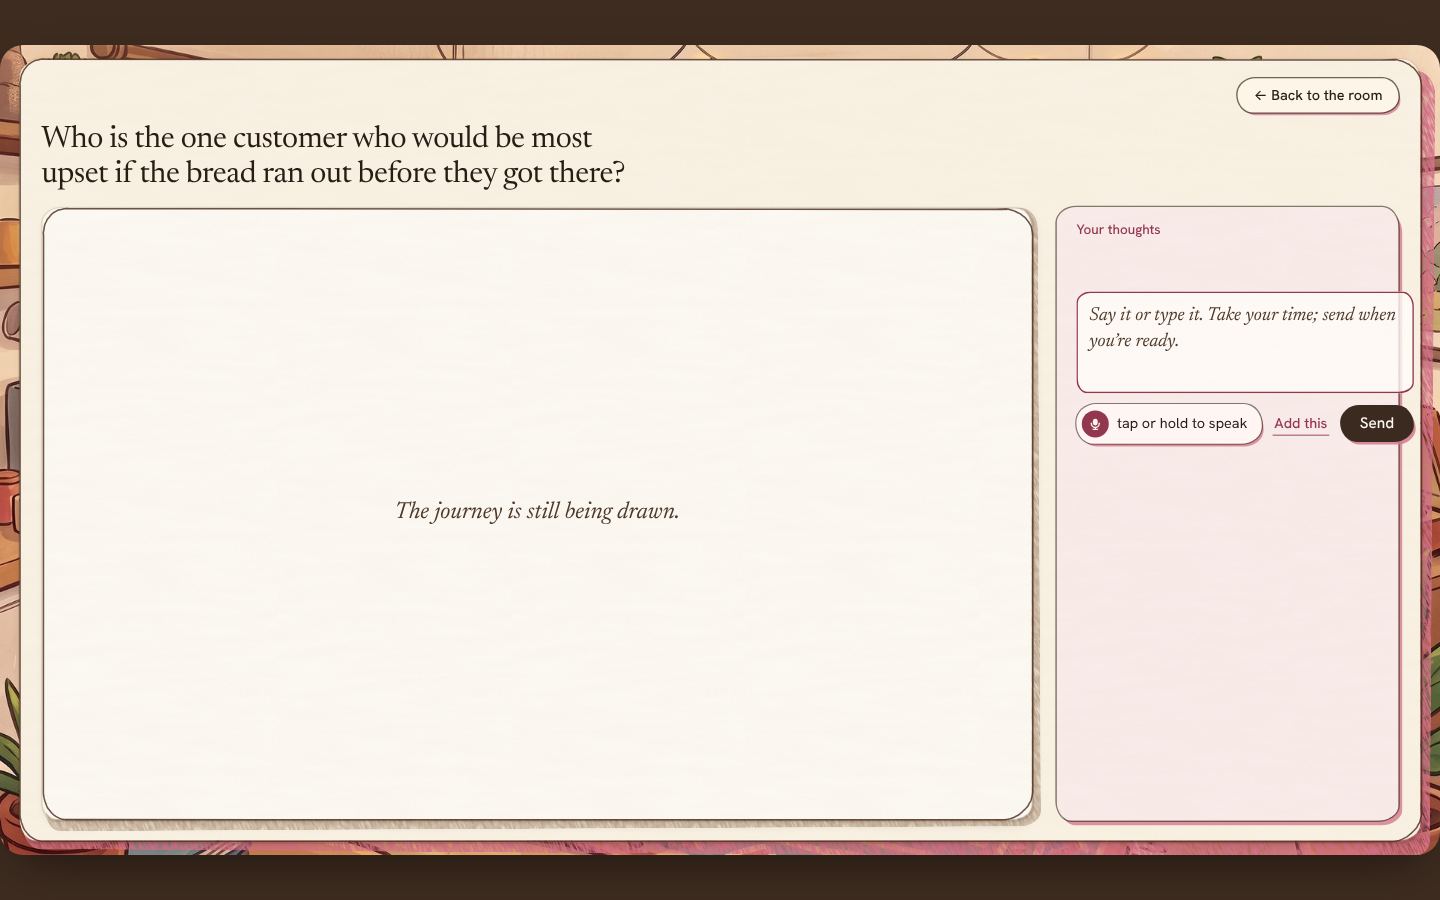 ← Back to the room
Who is the one customer who would be most
upset if the bread ran out before they got there?
Your thoughts
Say it or type it. Take your time; send when
you’re ready.
tap or hold to speak
Add this
Send
The journey is still being drawn.